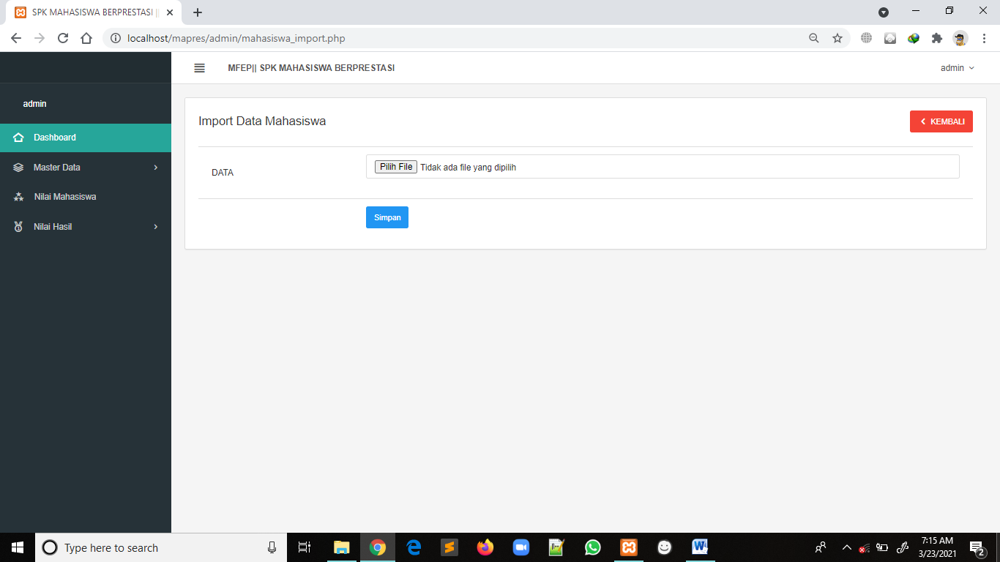 SPK MAHASISWA BERPRESTASI ||
localhost/mapres/admin/mahasiswa_import.php
MFEP|| SPK MAHASISWA BERPRESTASI
admin
admin
Dashboard
Master Data
Nilai Mahasiswa
Nilai Hasil
Import Data Mahasiswa
KEMBALI
DATA
Pilih File Tidak ada file yang dipilih
Simpan
Type here to search
7:15 AM
3/23/2021
2